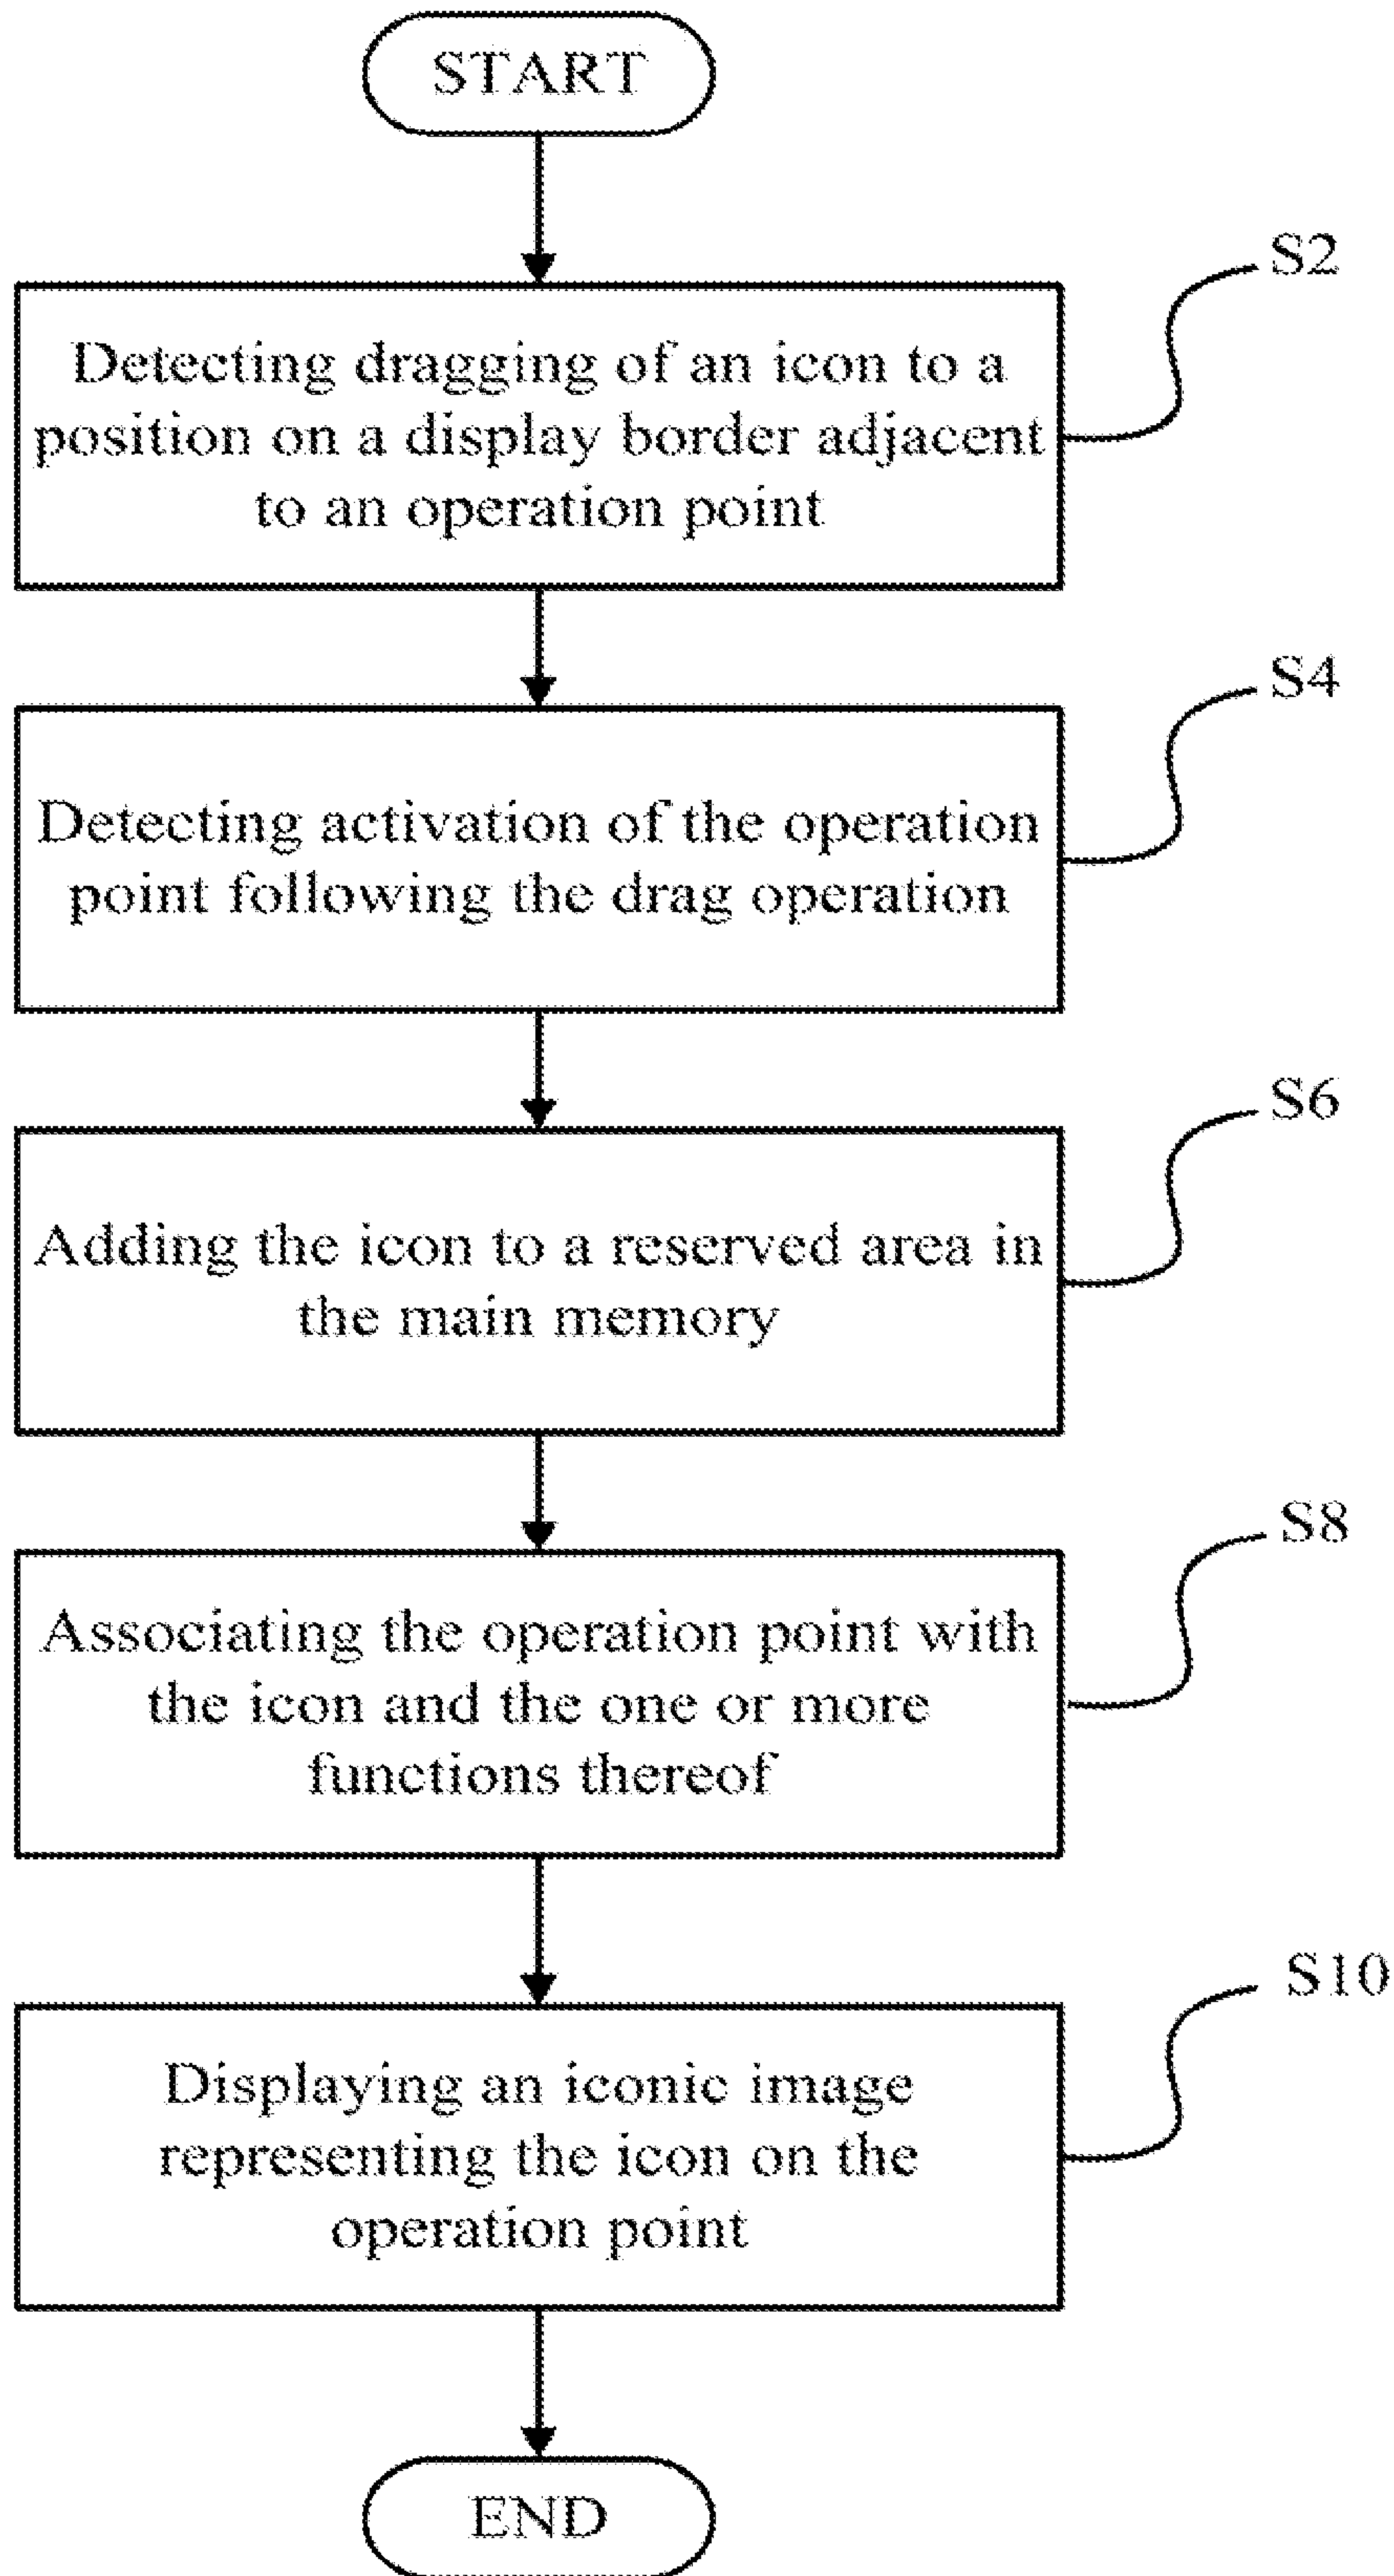 START
S2
Detecting dragging of an icon to a
position on a display border adjacent
to an operation point
S4
Detecting activation of the operation
point following the drag operation
S6
Adding the icon to a reserved area in
the main memory
S8
Associating the operation point with
the icon and the one or more
functions thereof
S10
Displaying an iconic image
representing the icon on the
operation point
END